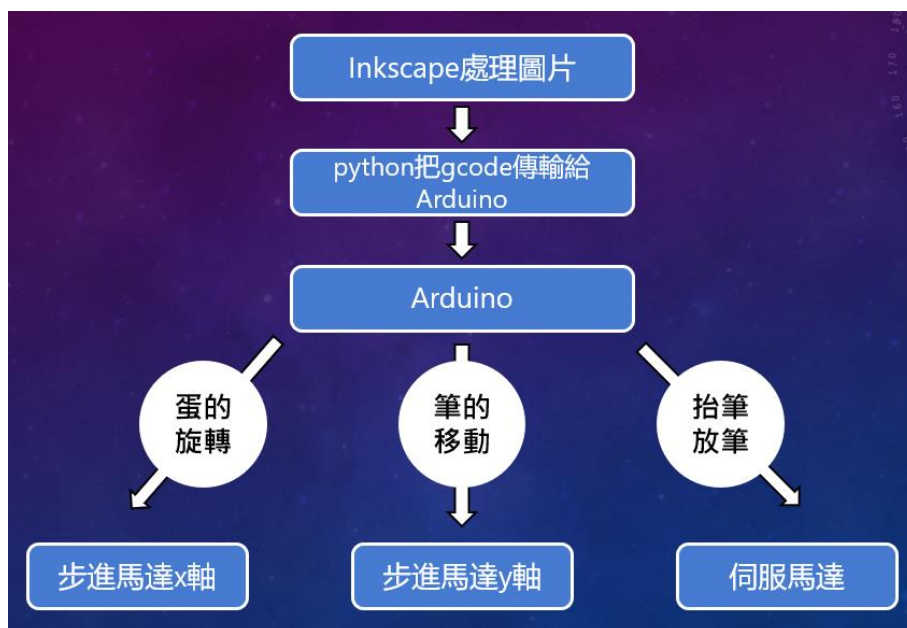 Inkscape處理圖片
python把gcode傳輸給
Arduino
Arduino
蛋的
旋轉
筆的
移動
抬筆
放筆
步進馬達x軸
步進馬達y軸
伺服馬達
160 170